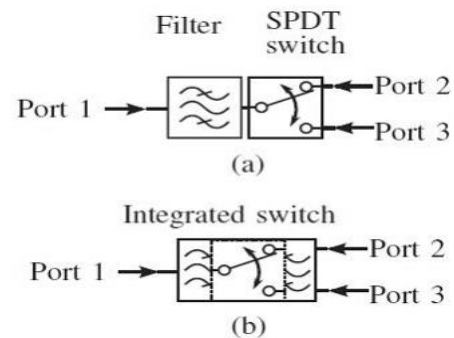 Filter SPDT
switch
Port 1 Port 2
Port 3
(a)
Integrated switch
Port 1 Port 2
Port 3
(b)